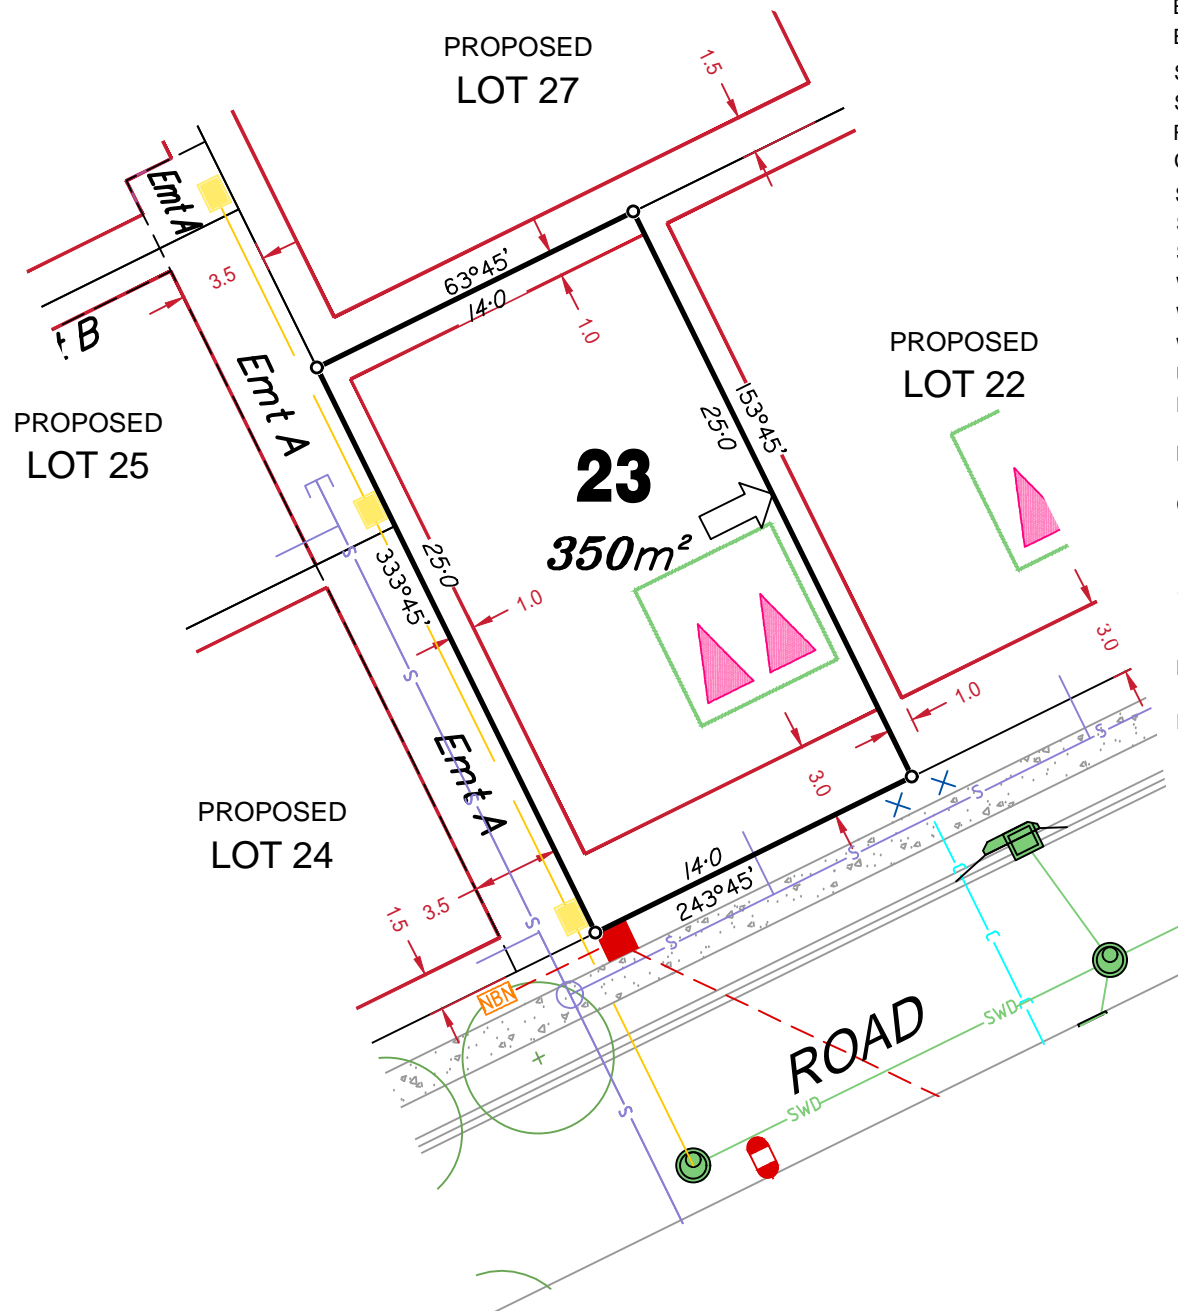 PROPOSED
LOT 27
1.5
Emt A
3.5
63°45'
14·0
1.0
B
Emt A
PROPOSED
LOT 22
153°45'
25·0
PROPOSED
LOT 25
23
350m²
S
333°45'
25·0
1.0
S
3.0
1.0
S
Emt A
S
3.0
S
PROPOSED
LOT 24
14·0
243°45'
S
1.5
3.5
S
S
NBN
SWD
ROAD
SWD
S